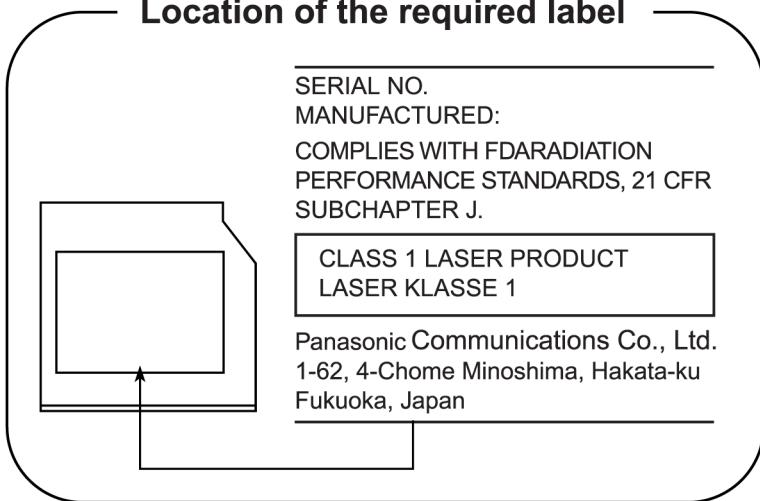 Location of the required label
SERIAL NO.
MANUFACTURED:
COMPLIES WITH FDARADIATION
PERFORMANCE STANDARDS, 21 CFR
SUBCHAPTER J.
CLASS 1 LASER PRODUCT
LASER KLASSE 1
Panasonic Communications Co., Ltd.
1-62, 4-Chome Minoshima, Hakata-ku
Fukuoka, Japan